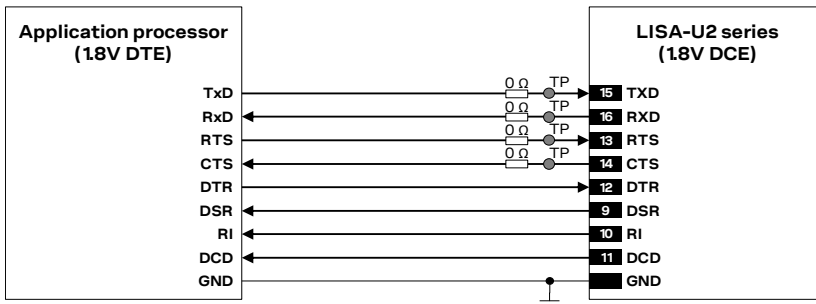 Application processor
(1.8V DTE)
LISA-U2 series
(1.8V DCE)
TxD 0 Ω TP 15 TXD
RxD 0 Ω TP 16 RXD
RTS 0 Ω TP 13 RTS
CTS 0 Ω TP 14 CTS
DTR 12 DTR
DSR 9 DSR
RI 10 RI
DCD 11 DCD
GND GND